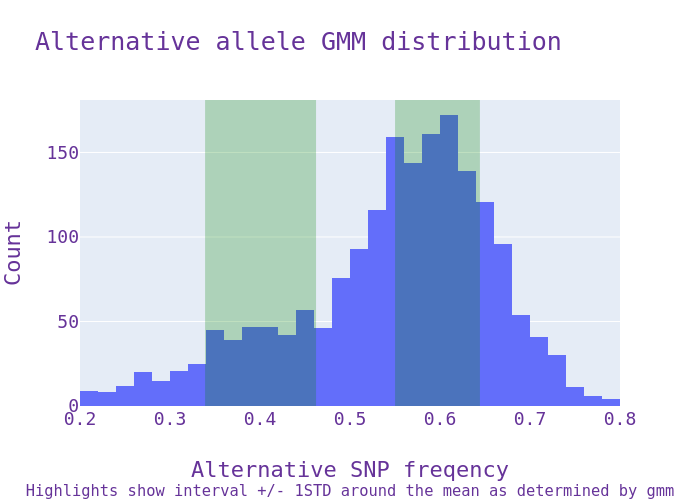 Alternative allele GMM distribution
150
100
50
0
Count
0.2 0.3 0.4 0.5 0.6 0.7 0.8
Alternative SNP freqency
Highlights show interval +/- 1STD around the mean as determined by gmm